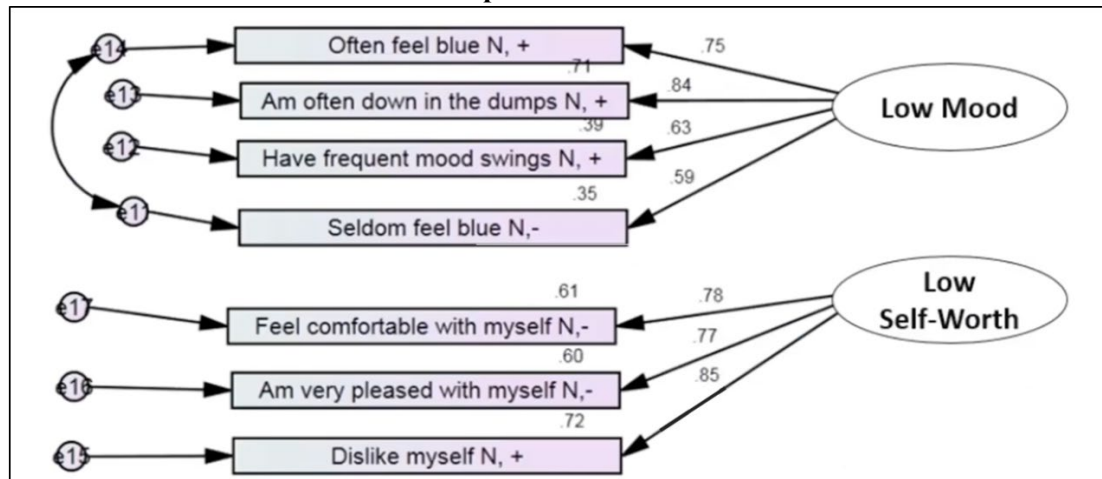 e14
Often feel blue N, +
.75
.71
e13
Am often down in the dumps N, +
.84
Low Mood
.39
e12
Have frequent mood swings N, +
.63
.35
.59
e11
Seldom feel blue N,-
.61
.78
Low
Self-Worth
e17
Feel comfortable with myself N,-
.60
.77
e16
Am very pleased with myself N,-
.72
.85
e15
Dislike myself N, +